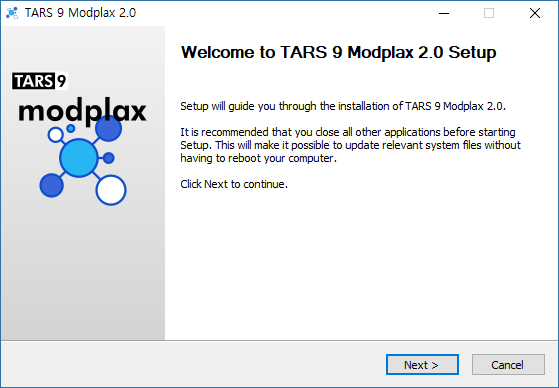 TARS 9 Modplax 2.0
Welcome to TARS 9 Modplax 2.0 Setup
TARS 9
modplax
Setup will guide you through the installation of TARS 9 Modplax 2.0.
It is recommended that you close all other applications before starting
Setup. This will make it possible to update relevant system files without
having to reboot your computer.
Click Next to continue.
Next >
Cancel